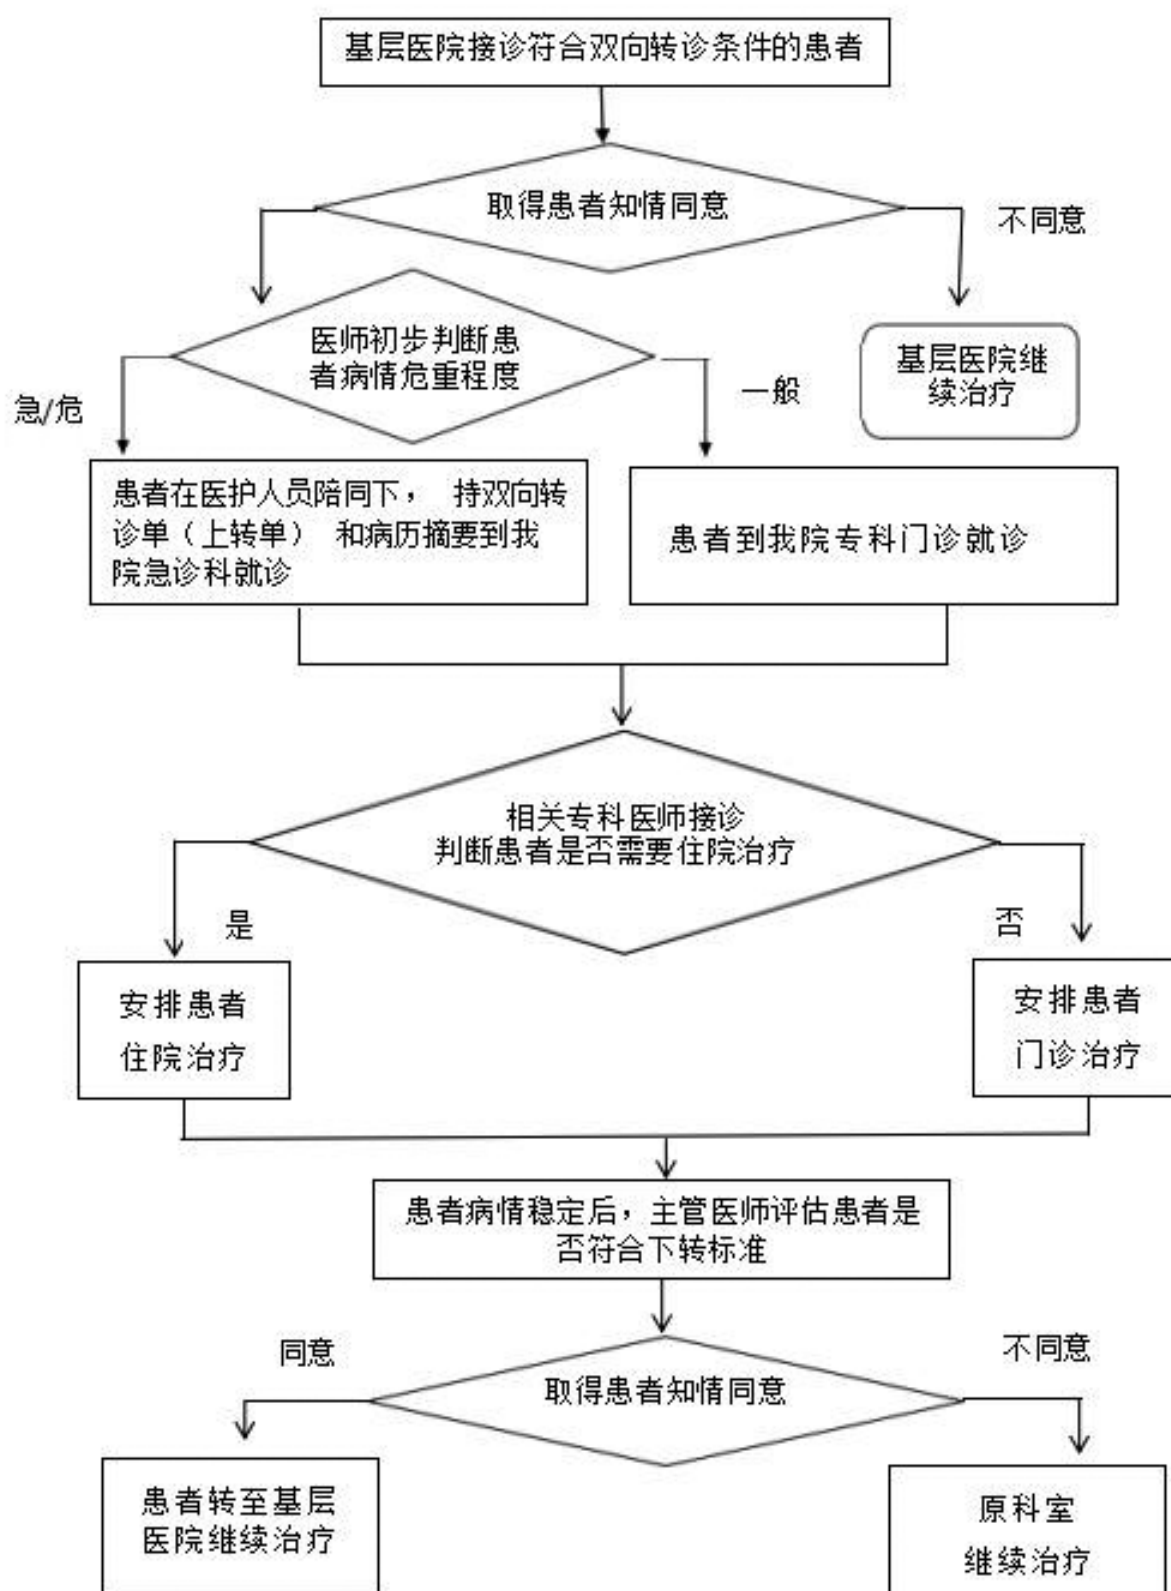 基层医院接诊符合双向转诊条件的患者
取得患者知情同意
不同意
医师初步判断患
者病情危重程度
基层医院继
续治疗
急/危
一般
患者在医护人员陪同下， 持双向转
诊单（上转单） 和病历摘要到我
院急诊科就诊
患者到我院专科门诊就诊
相关专科医师接诊
判断患者是否需要住院治疗
是
否
安排患者
住院治疗
安排患者
门诊治疗
患者病情稳定后，主管医师评估患者是
否符合下转标准
同意
不同意
取得患者知情同意
患者转至基层
医院继续治疗
原科室
继续治疗